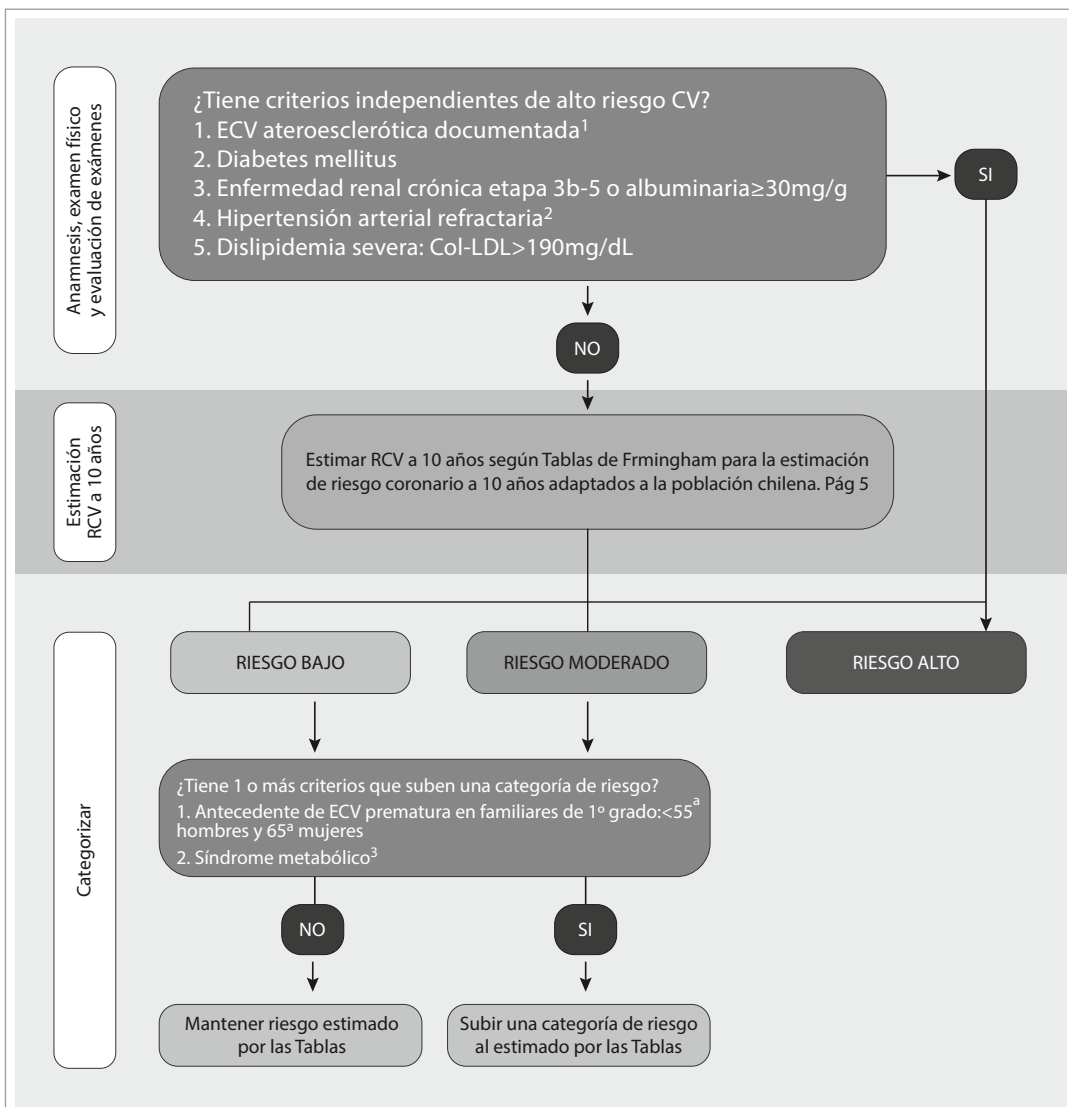 Anamnesis, examen físico
y evaluación de exámenes
¿Tiene criterios independientes de alto riesgo CV?
1. ECV ateroesclerótica documentada¹
2. Diabetes mellitus
3. Enfermedad renal crónica etapa 3b-5 o albuminaria≥30mg/g
4. Hipertensión arterial refractaria²
5. Dislipidemia severa: Col-LDL>190mg/dL
SI
NO
Estimación
RCV a 10 años
Estimar RCV a 10 años según Tablas de Frmingham para la estimación
de riesgo coronario a 10 años adaptados a la población chilena. Pág 5
Categorizar
RIESGO BAJO
RIESGO MODERADO
RIESGO ALTO
¿Tiene 1 o más criterios que suben una categoría de riesgo?
1. Antecedente de ECV prematura en familiares de 1º grado:<55ª
hombres y 65ª mujeres
2. Síndrome metabólico³
NO
SI
Mantener riesgo estimado
por las Tablas
Subir una categoría de riesgo
al estimado por las Tablas